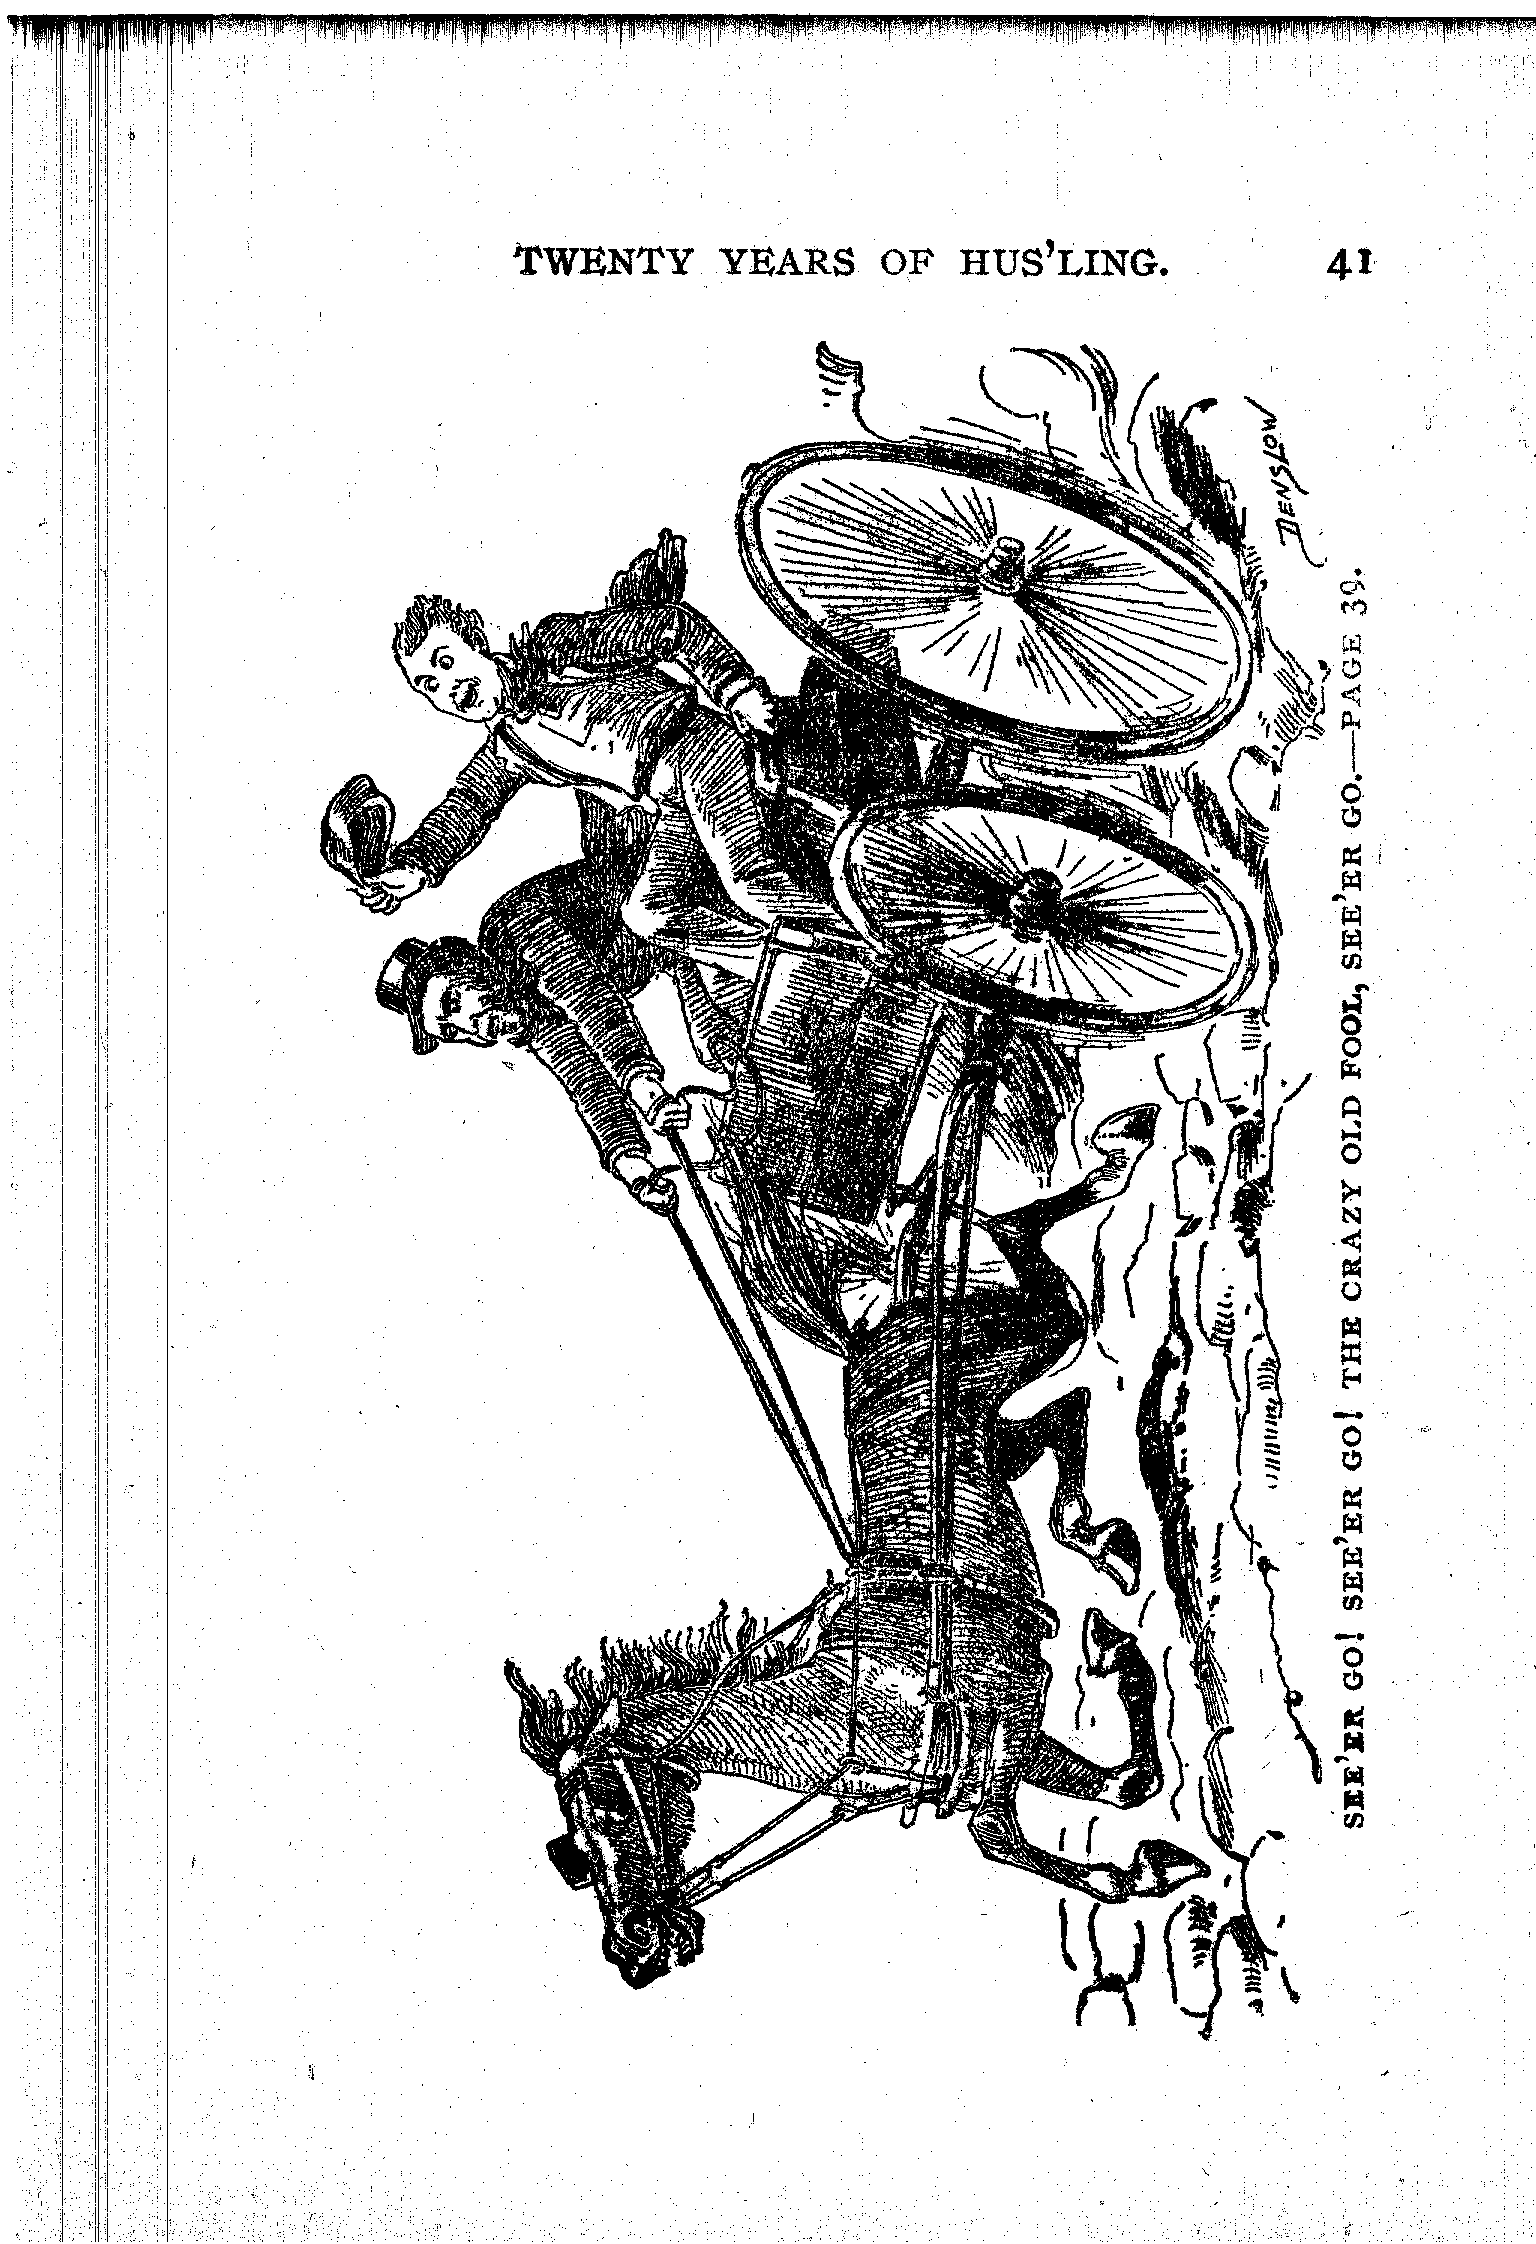 TWENTY YEARS OF HUS'LING. 41
DENSLOW
SEE'ER GO! SEE'ER GO! THE CRAZY OLD FOOL, SEE'ER GO.—PAGE 39.